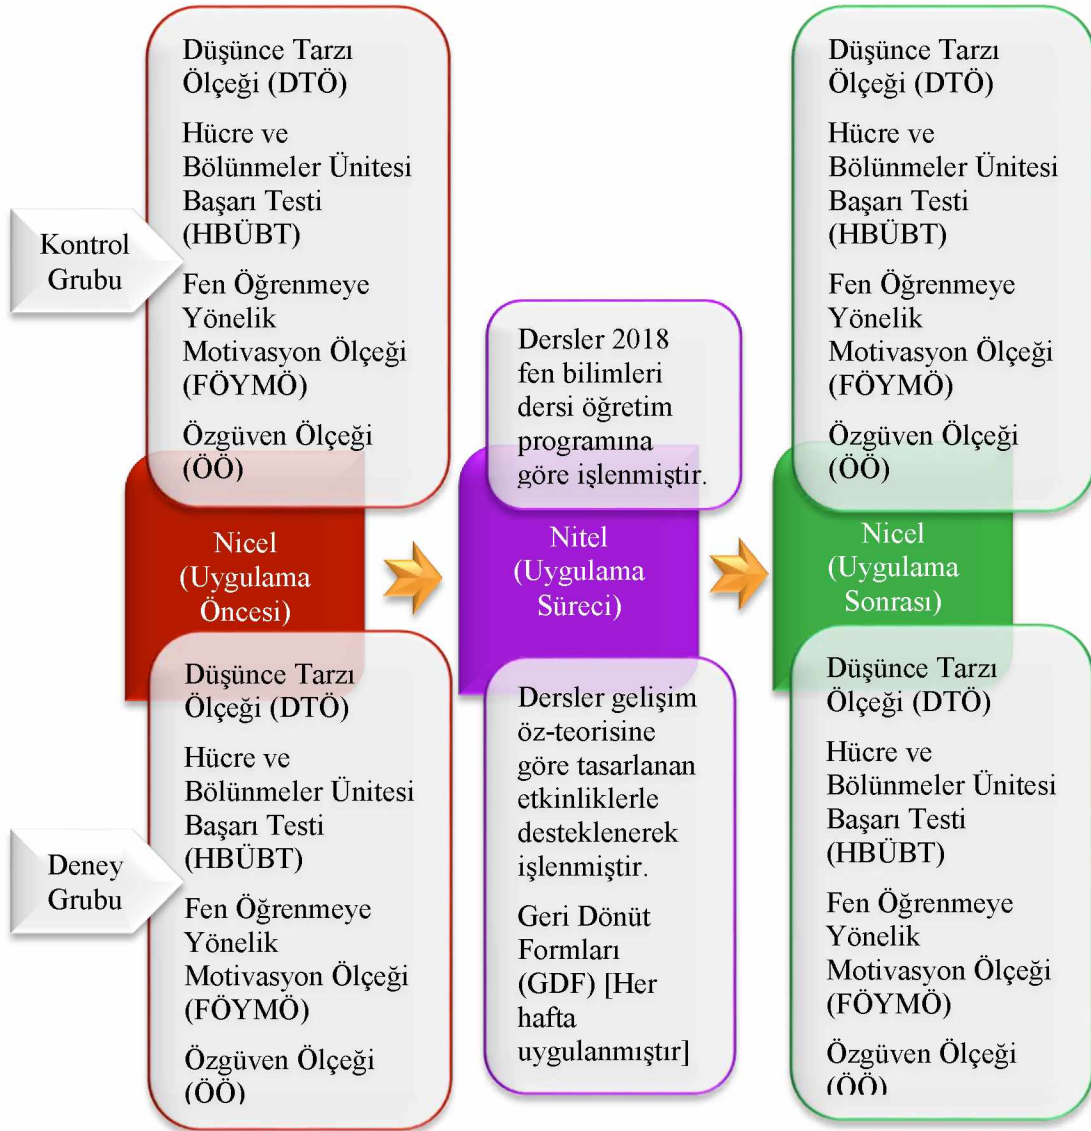 Kontrol
Grubu
Düşünce Tarzı
Ölçeği (DTÖ)
Hücre ve
Bölünmeler Ünitesi
Başarı Testi
(HBÜBT)
Fen Öğrenmeye
Yönelik
Motivasyon Ölçeği
(FÖYMÖ)
Özgüven Ölçeği
(ÖÖ)
Dersler 2018
fen bilimleri
dersi öğretim
programına
göre işlenmiştir.
Düşünce Tarzı
Ölçeği (DTÖ)
Hücre ve
Bölünmeler Ünitesi
Başarı Testi
(HBÜBT)
Fen Öğrenmeye
Yönelik
Motivasyon Ölçeği
(FÖYMÖ)
Özgüven Ölçeği
(ÖÖ)
Nicel
(Uygulama
Öncesi)
Nitel
(Uygulama
Süreci)
Nicel
(Uygulama
Sonrası)
Deney
Grubu
Düşünce Tarzı
Ölçeği (DTÖ)
Hücre ve
Bölünmeler Ünitesi
Başarı Testi
(HBÜBT)
Fen Öğrenmeye
Yönelik
Motivasyon Ölçeği
(FÖYMÖ)
Özgüven Ölçeği
(ÖÖ)
Dersler gelişim
öz-teorisine
göre tasarlanan
etkinliklerle
desteklenerek
işlenmiştir.
Geri Dönüt
Formları
(GDF) [Her
hafta
uygulanmıştır]
Düşünce Tarzı
Ölçeği (DTÖ)
Hücre ve
Bölünmeler Ünitesi
Başarı Testi
(HBÜBT)
Fen Öğrenmeye
Yönelik
Motivasyon Ölçeği
(FÖYMÖ)
Özgüven Ölçeği
(ÖÖ)